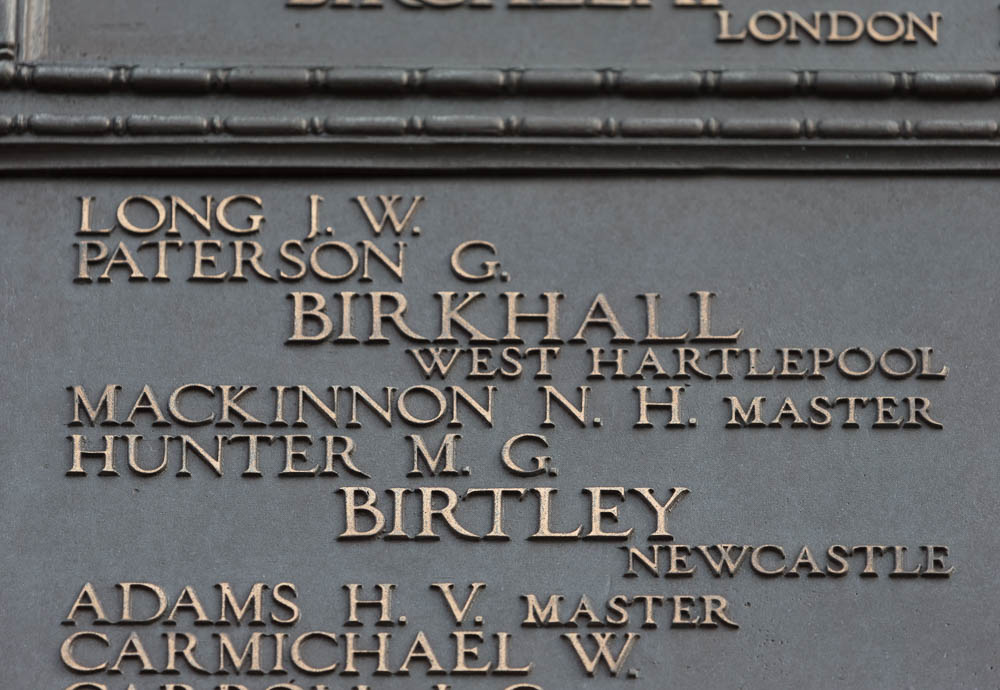 LONDON
LONG J. W.
PATERSON G.
BIRKHALL
WEST HARTLEPOOL
MACKINNON N. H. MASTER
HUNTER M. G.
BIRTLEY
NEWCASTLE
ADAMS H. V. MASTER
CARMICHAEL W.